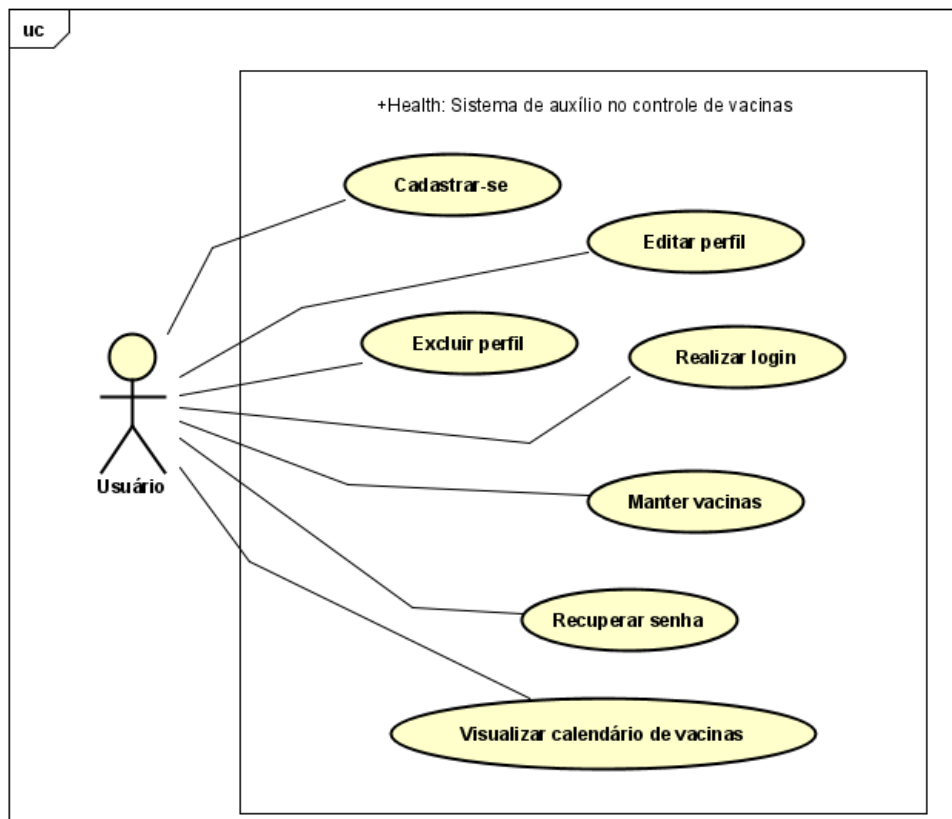 uc
+Health: Sistema de auxílio no controle de vacinas
Cadastrar-se
Editar perfil
Excluir perfil
Realizar login
Usuário
Manter vacinas
Recuperar senha
Visualizar calendário de vacinas